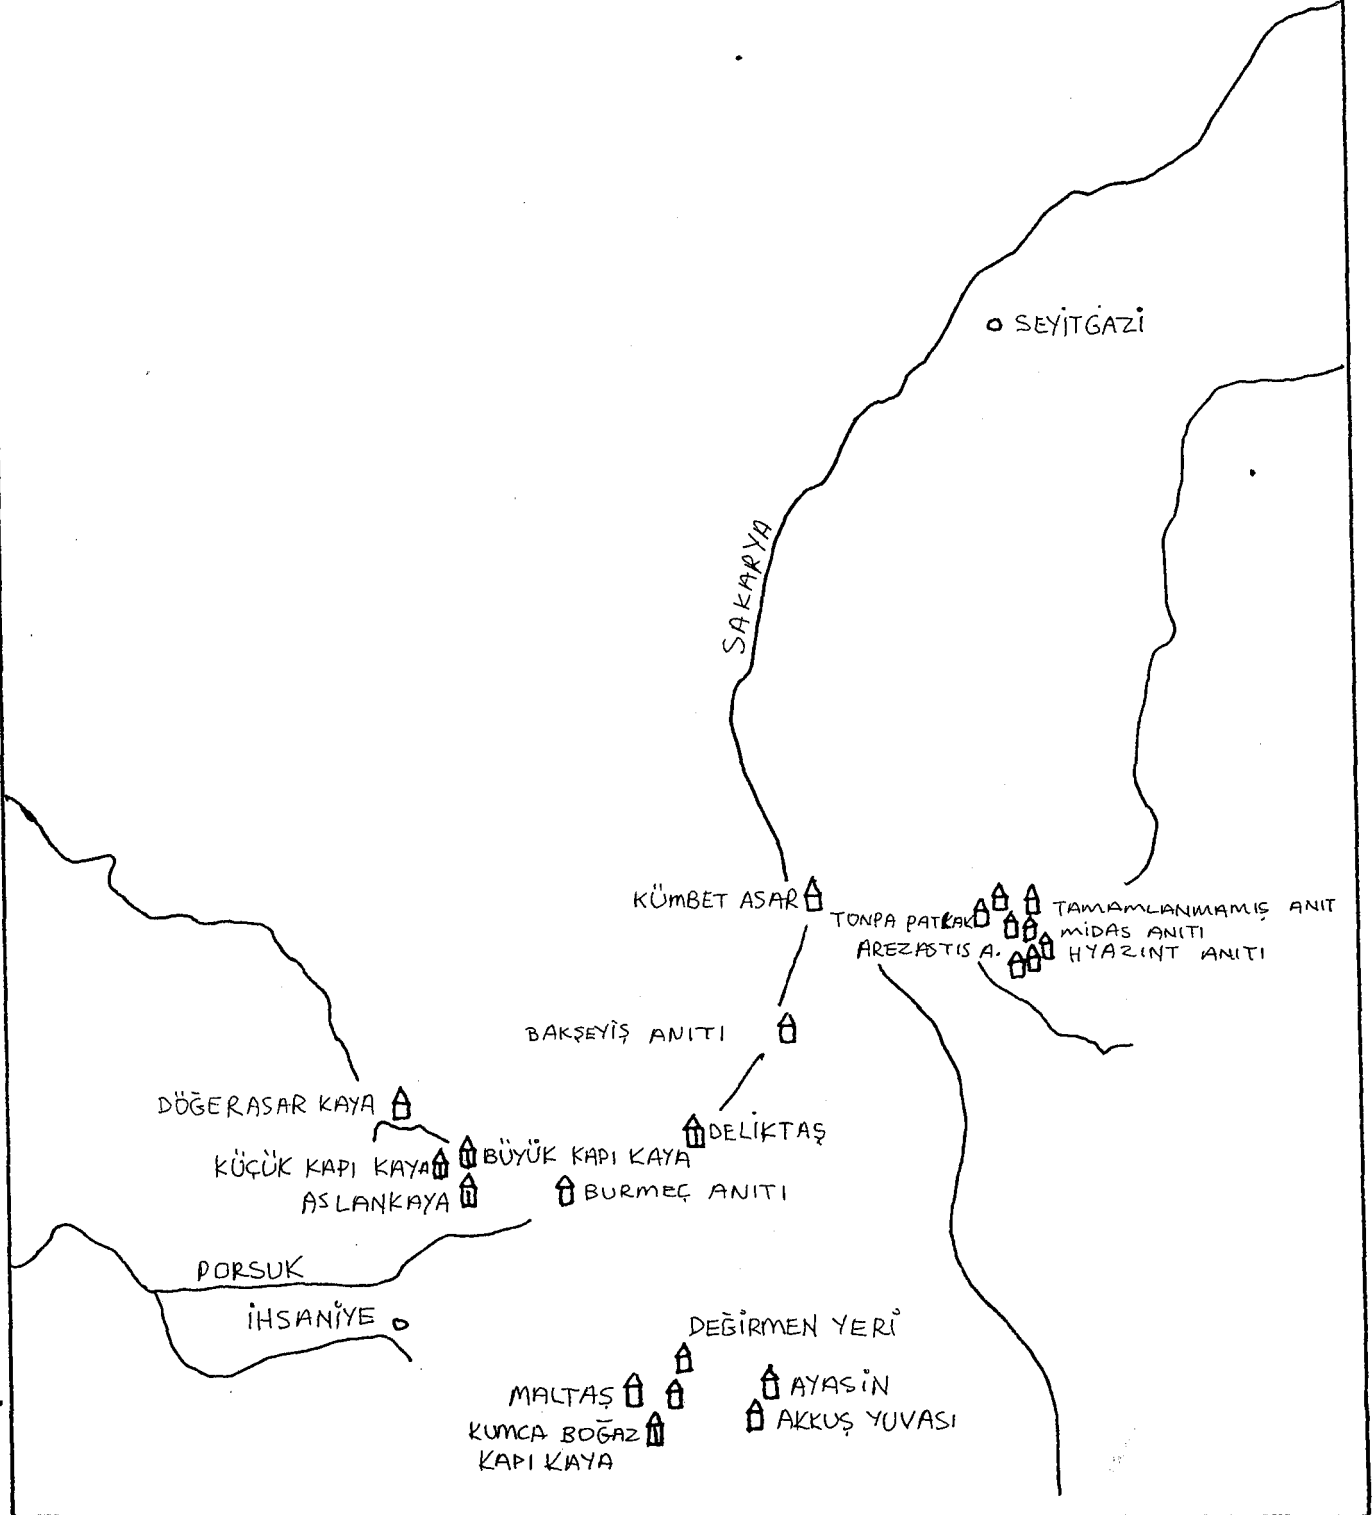 SEYİTGAZİ
SAKARYA
KÜMBET ASAR
TONPA PATKAK
TAMAMLANMAMIŞ ANIT
MİDAS ANITI
AREZASTIS A.
HYAZINT ANITI
BAKŞEYİŞ ANITI
DÖĞERASAR KAYA
DELİKTAŞ
KÜÇÜK KAPI KAYA
BÜYÜK KAPI KAYA
ASLANKAYA
BURMEÇ ANITI
PORSUK
İHSANİYE
DEĞİRMEN YERİ
MALTAŞ
AYASİN
KUMCA BOĞAZ
KAPI KAYA
AKKUŞ YUVASI